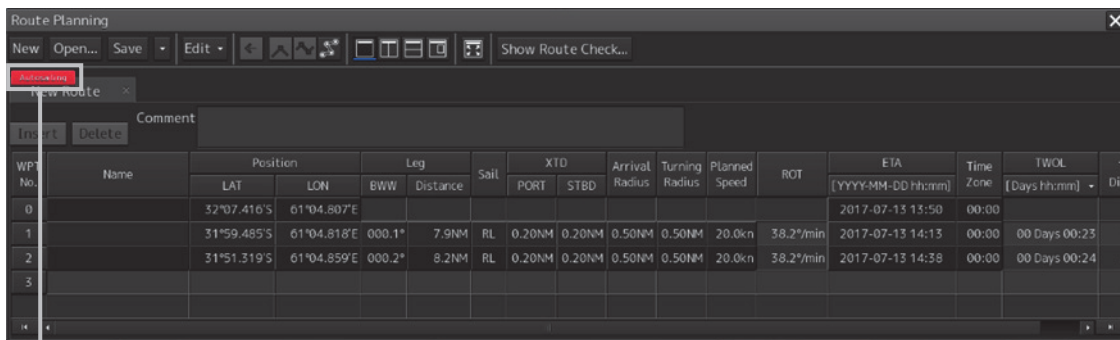 Route Planning
New Open... Save Edit Show Route Check...
Autosaving
New Route ×
Comment
Insert Delete
WPT No. Name Position Leg Sail XTD Arrival Radius Turning Radius Planned Speed ROT ETA Time Zone TWOL
LAT LON BWW Distance PORT STBD [YYYY-MM-DD hh:mm] [Days hh:mm] Di
0 32°07.416'S 61°04.807'E 2017-07-13 13:50 00:00
1 31°59.485'S 61°04.818'E 000.1° 7.9NM RL 0.20NM 0.20NM 0.50NM 0.50NM 20.0kn 38.2°/min 2017-07-13 14:13 00:00 00 Days 00:23
2 31°51.319'S 61°04.859'E 000.2° 8.2NM RL 0.20NM 0.20NM 0.50NM 0.50NM 20.0kn 38.2°/min 2017-07-13 14:38 00:00 00 Days 00:24
3